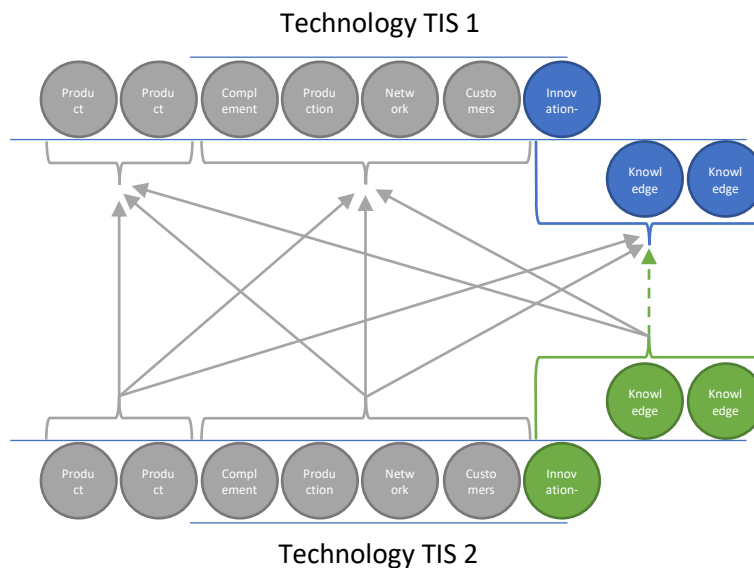 Technology TIS 1
Produ
ct
Produ
ct
Compl
ement
Produ
ction
Net
work
Custo
mers
Innov
ation-
Knowl
edge
Knowl
edge
Knowl
edge
Knowl
edge
Produ
ct
Produ
ct
Compl
ement
Produ
ction
Netw
ork
Custo
mers
Innov
ation-
Technology TIS 2